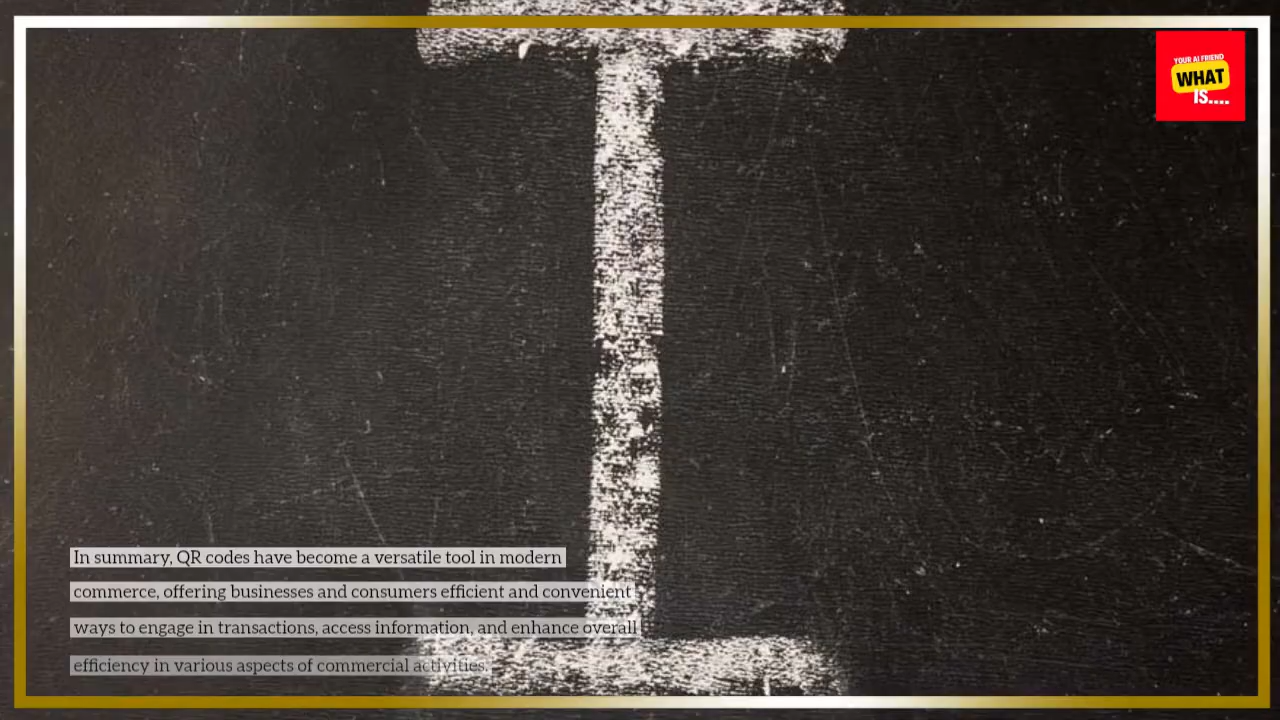 YOUR AI FRIEND
WHAT
IS....
I
In summary, QR codes have become a versatile tool in modern
commerce, offering businesses and consumers efficient and convenient
ways to engage in transactions, access information, and enhance overall
efficiency in various aspects of commercial activities.